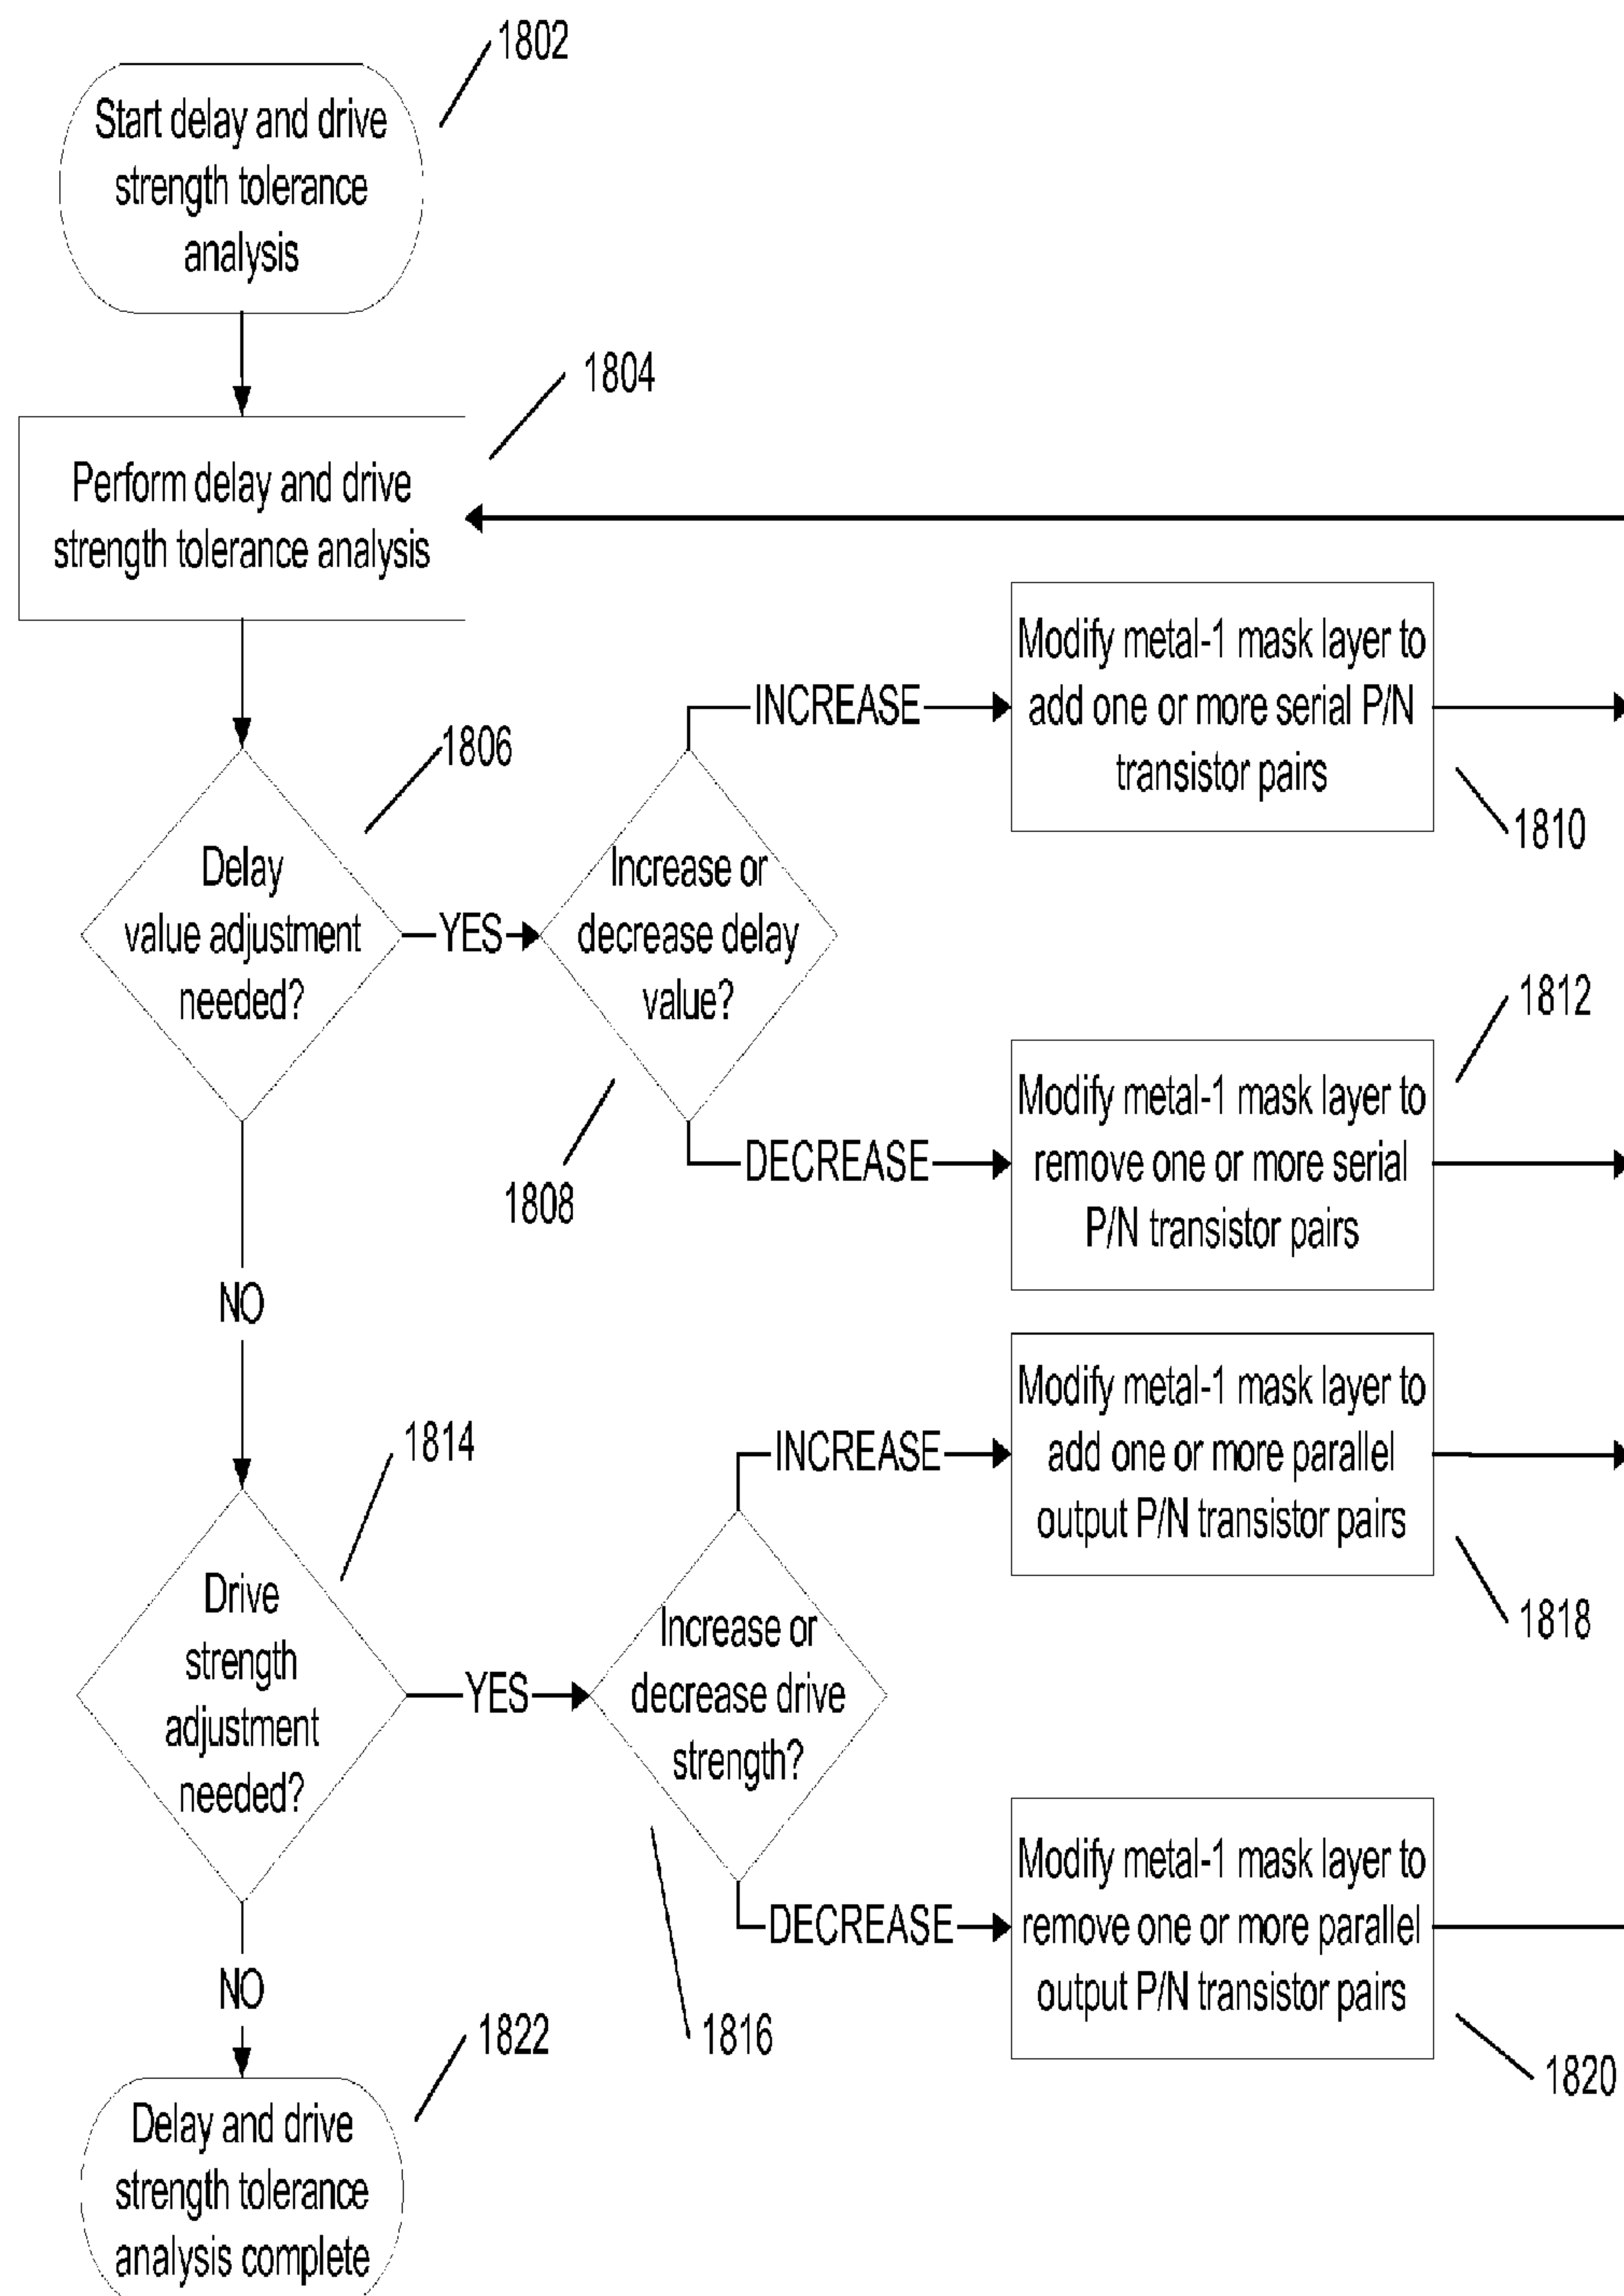 1802
Start delay and drive
strength tolerance
analysis
1804
Perform delay and drive
strength tolerance analysis
1806
Delay
value adjustment
needed?
YES
Increase or
decrease delay
value?
1808
INCREASE
Modify metal-1 mask layer to
add one or more serial P/N
transistor pairs
1810
DECREASE
Modify metal-1 mask layer to
remove one or more serial
P/N transistor pairs
1812
NO
1814
Drive
strength
adjustment
needed?
YES
Increase or
decrease drive
strength?
1816
INCREASE
Modify metal-1 mask layer to
add one or more parallel
output P/N transistor pairs
1818
DECREASE
Modify metal-1 mask layer to
remove one or more parallel
output P/N transistor pairs
1820
NO
1822
Delay and drive
strength tolerance
analysis complete